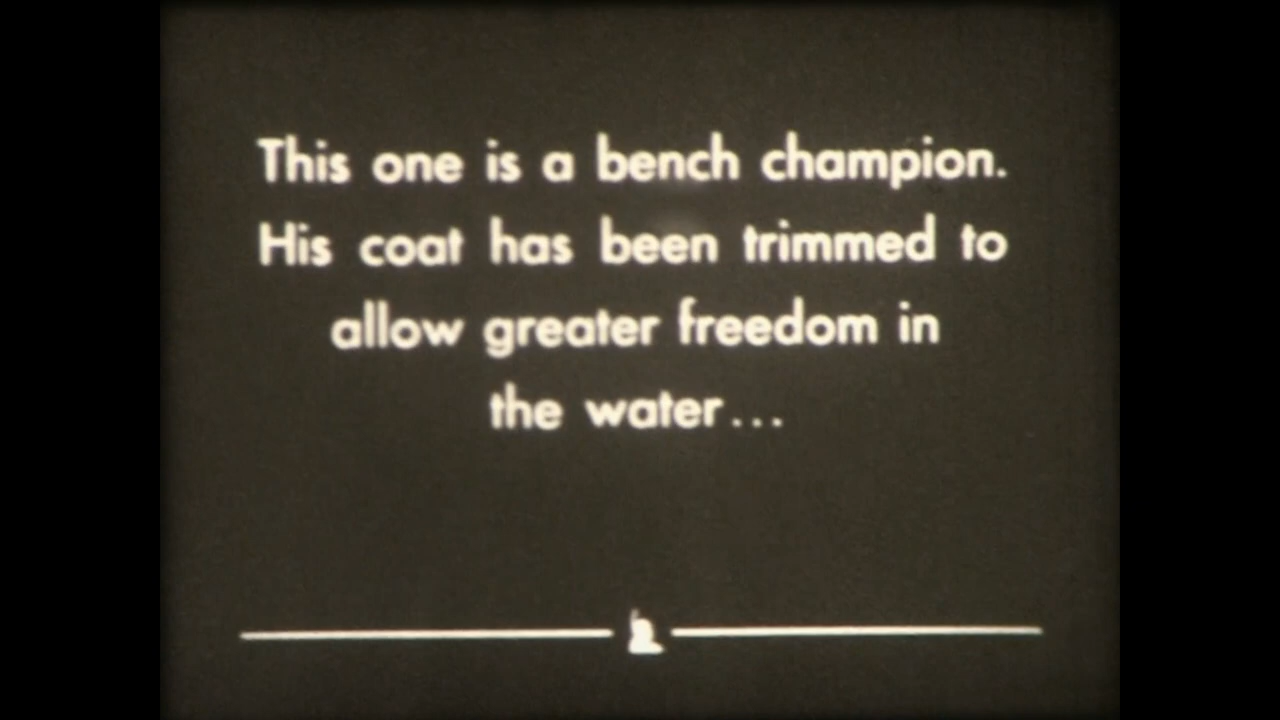 This one is a bench champion.
His coat has been trimmed to
allow greater freedom in
the water...